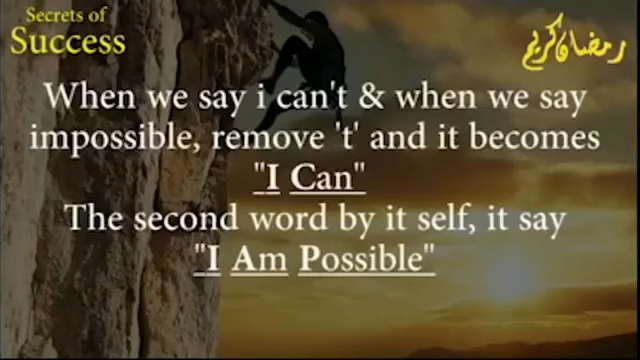 Secrets of
Success
رمضان كريم
When we say i can't & when we say
impossible, remove 't' and it becomes
"I Can"
The second word by it self, it say
"I Am Possible"